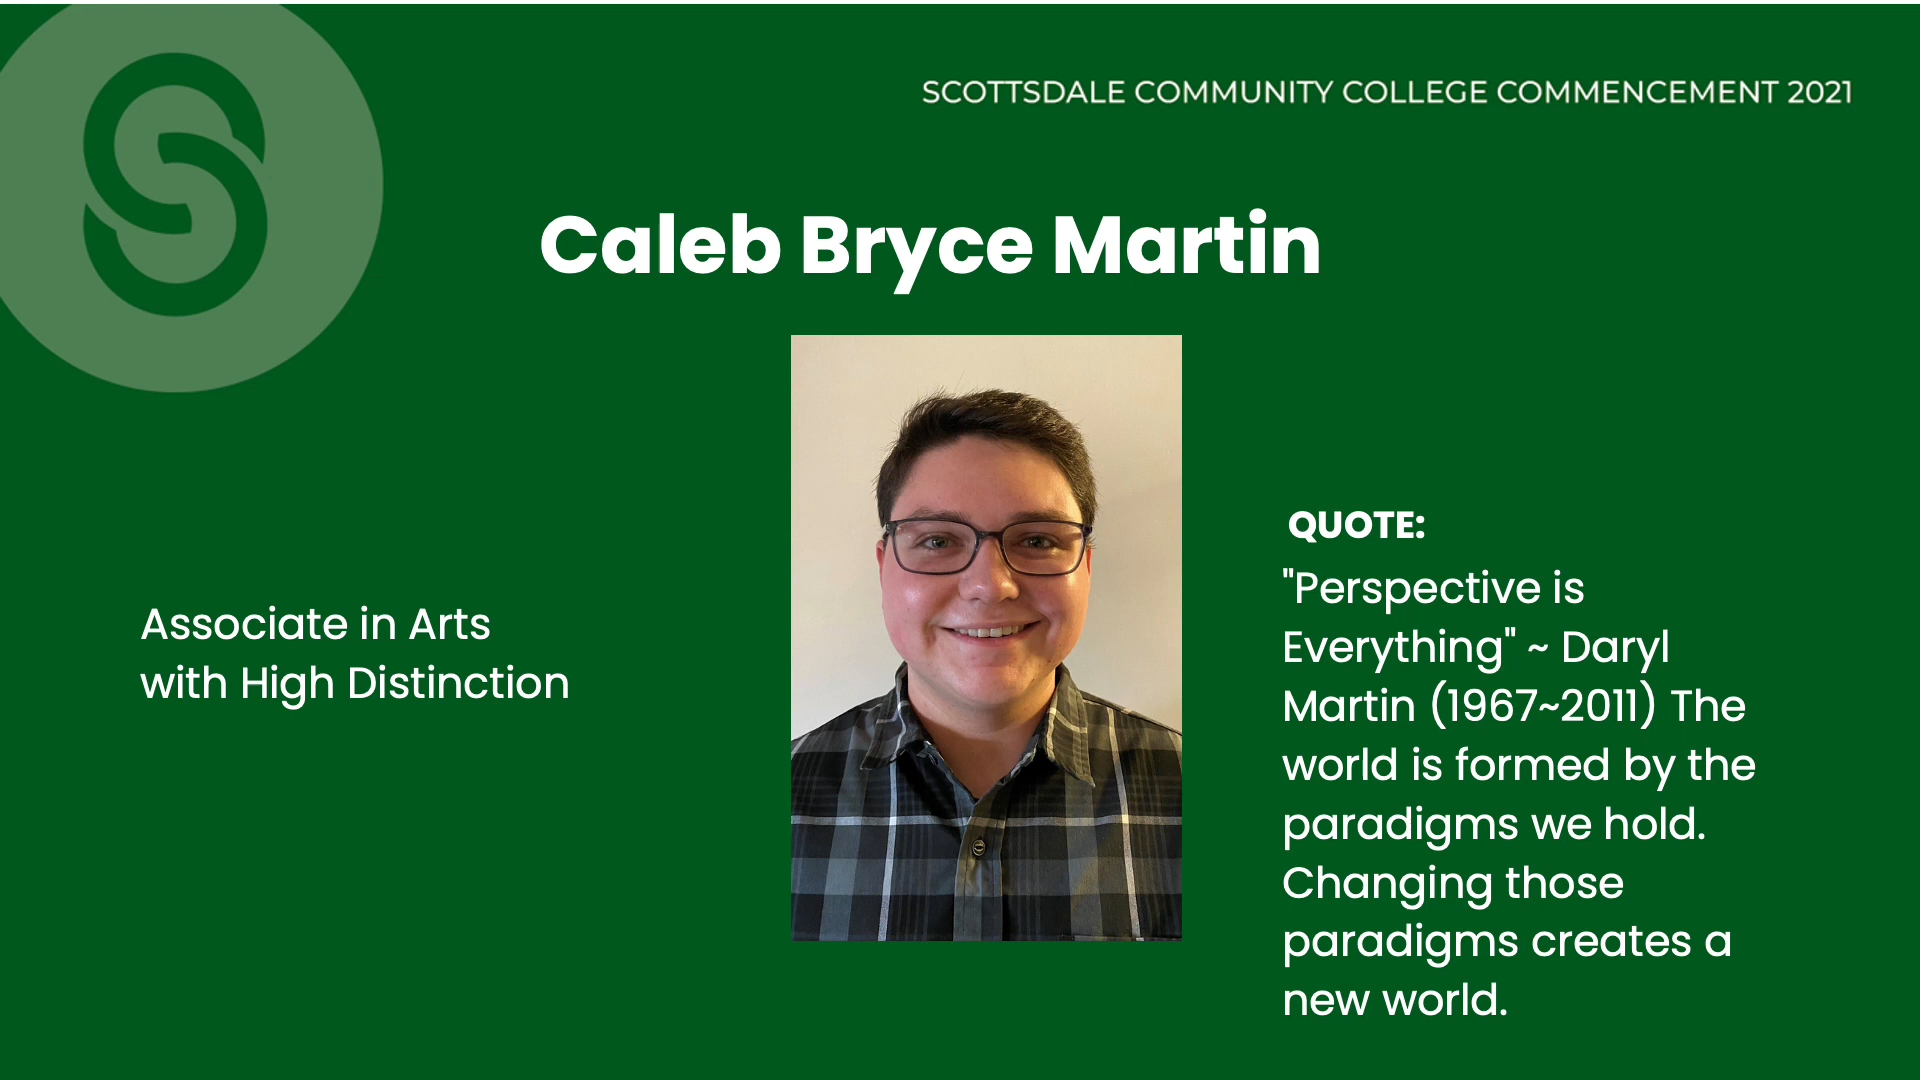 SCOTTSDALE COMMUNITY COLLEGE COMMENCEMENT 2021
Caleb Bryce Martin
Associate in Arts
with High Distinction
QUOTE:
"Perspective is
Everything" ~ Daryl
Martin (1967~2011) The
world is formed by the
paradigms we hold.
Changing those
paradigms creates a
new world.